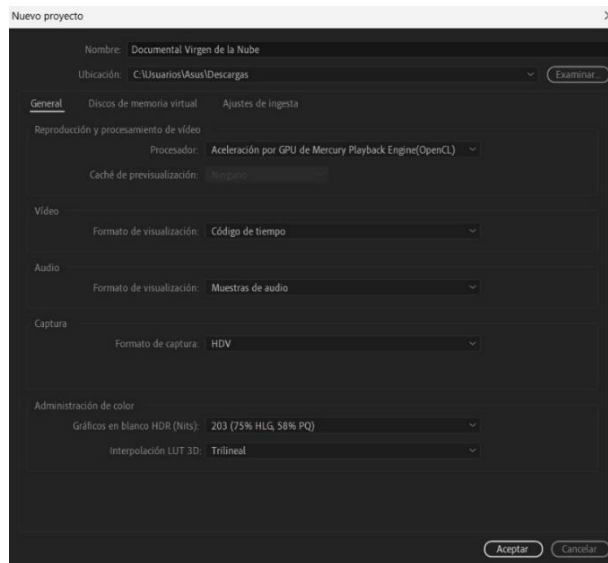 Nuevo proyecto
Nombre: Documental Virgen de la Nube
Ubicación: C:\Usuarios\Asus\Descargas Examinar...
General Discos de memoria virtual Ajustes de ingesta
Reproducción y procesamiento de vídeo
Procesador: Aceleración por GPU de Mercury Playback Engine(OpenCL)
Caché de previsualización: Ninguno
Vídeo
Formato de visualización: Código de tiempo
Audio
Formato de visualización: Muestras de audio
Captura
Formato de captura: HDV
Administración de color
Gráficos en blanco HDR (Nits): 203 (75% HLG, 58% PQ)
Interpolación LUT 3D: Trilineal
Aceptar Cancelar